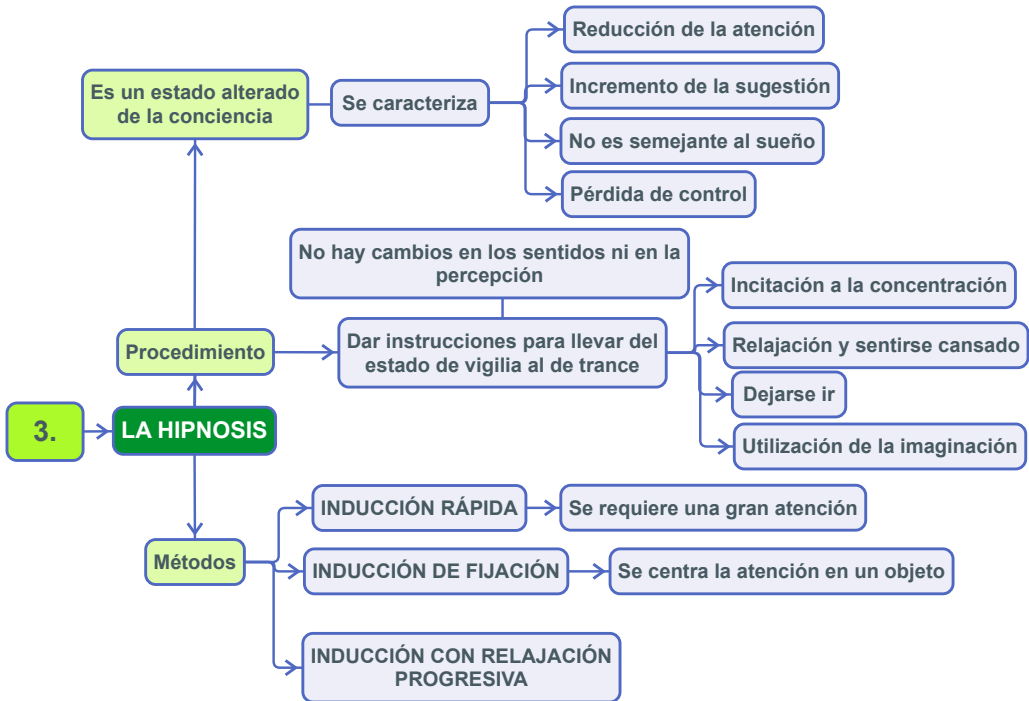 Reducción de la atención
Es un estado alterado
de la conciencia
Se caracteriza
Incremento de la sugestión
No es semejante al sueño
Pérdida de control
No hay cambios en los sentidos ni en la
percepción
Incitación a la concentración
Procedimiento
Dar instrucciones para llevar del
estado de vigilia al de trance
Relajación y sentirse cansado
Dejarse ir
Utilización de la imaginación
3.
LA HIPNOSIS
INDUCCIÓN RÁPIDA
Se requiere una gran atención
Métodos
INDUCCIÓN DE FIJACIÓN
Se centra la atención en un objeto
INDUCCIÓN CON RELAJACIÓN
PROGRESIVA